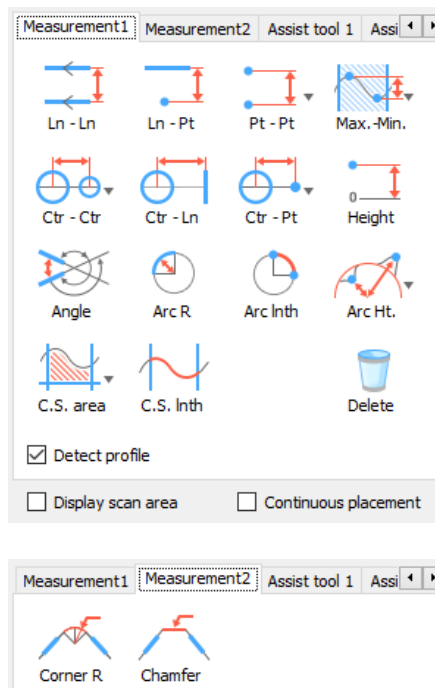 Measurement1 Measurement2 Assist tool 1 Assi
Ln - Ln Ln - Pt Pt - Pt Max.-Min.
0
Ctr - Ctr Ctr - Ln Ctr - Pt Height
Angle Arc R Arc lnth Arc Ht.
C.S. area C.S. lnth Delete
Detect profile
Display scan area Continuous placement
Measurement1 Measurement2 Assist tool 1 Assi
Corner R Chamfer